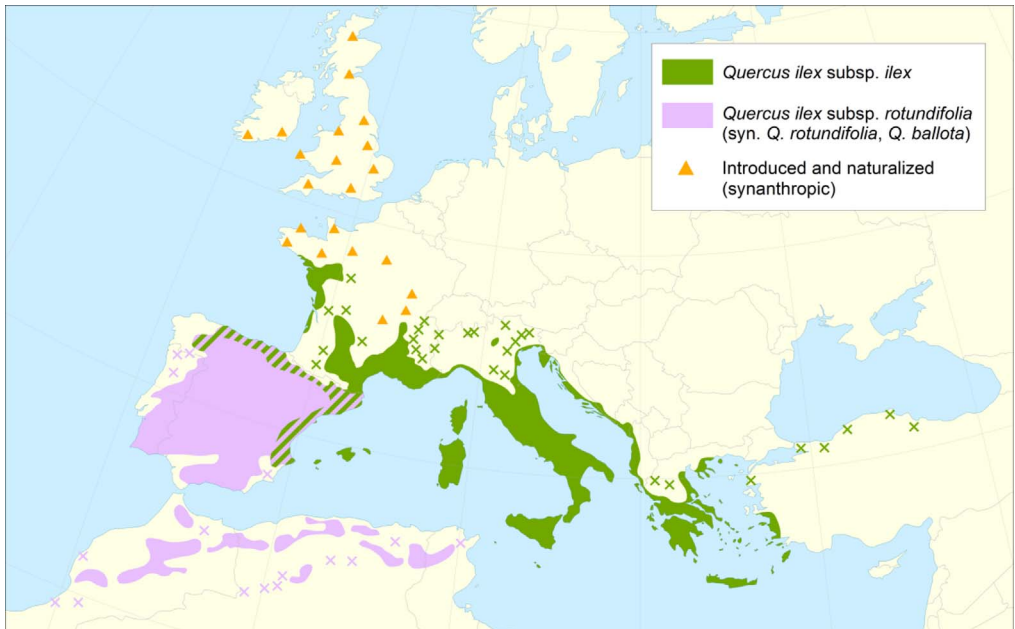 Quercus ilex subsp. ilex
Quercus ilex subsp. rotundifolia
(syn. Q. rotundifolia, Q. ballota)
Introduced and naturalized
(synanthropic)